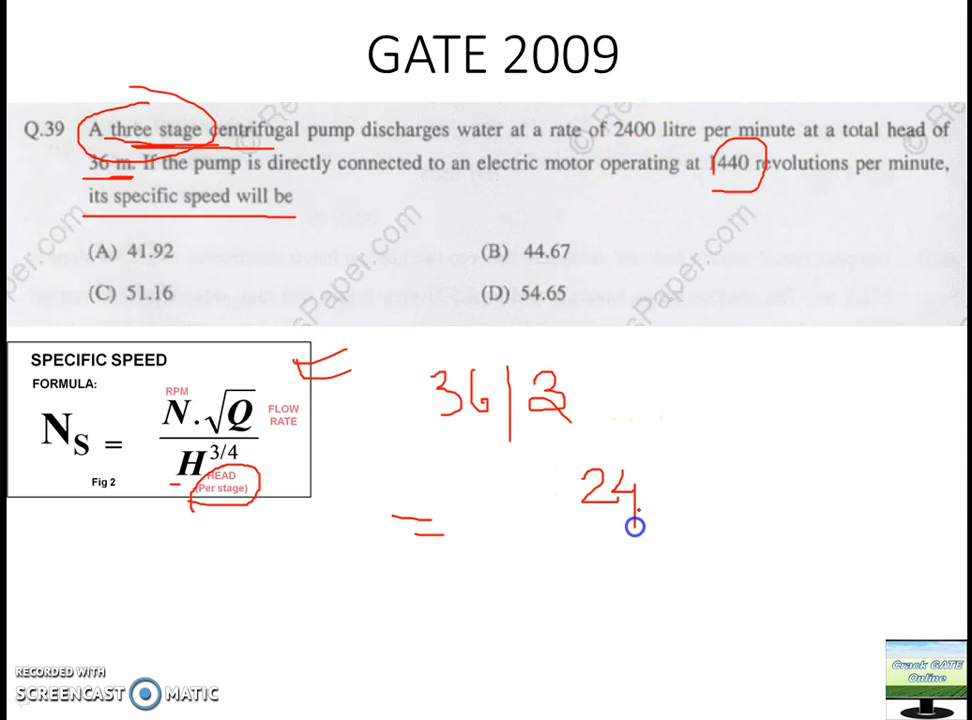 GATE 2009
Q.39 A three stage centrifugal pump discharges water at a rate of 2400 litre per minute at a total head of
36 m. If the pump is directly connected to an electric motor operating at 1440 revolutions per minute,
its specific speed will be
(A) 41.92 (B) 44.67
(C) 51.16 (D) 54.65
SPECIFIC SPEED
FORMULA:
RPM
N_S = N.√Q / H^3/4
FLOW
RATE
HEAD
(Per stage)
Fig 2
36 | 3
24
=
RECORDED WITH
SCREENCAST MATIC
Crack GATE
Online